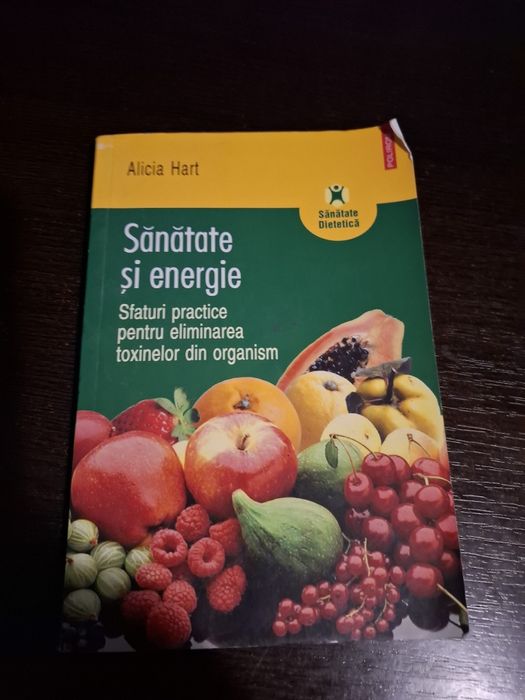 Alicia Hart
POLIROM
Sănătate
Dietetică
Sănătate
și energie
Sfaturi practice
pentru eliminarea
toxinelor din organism